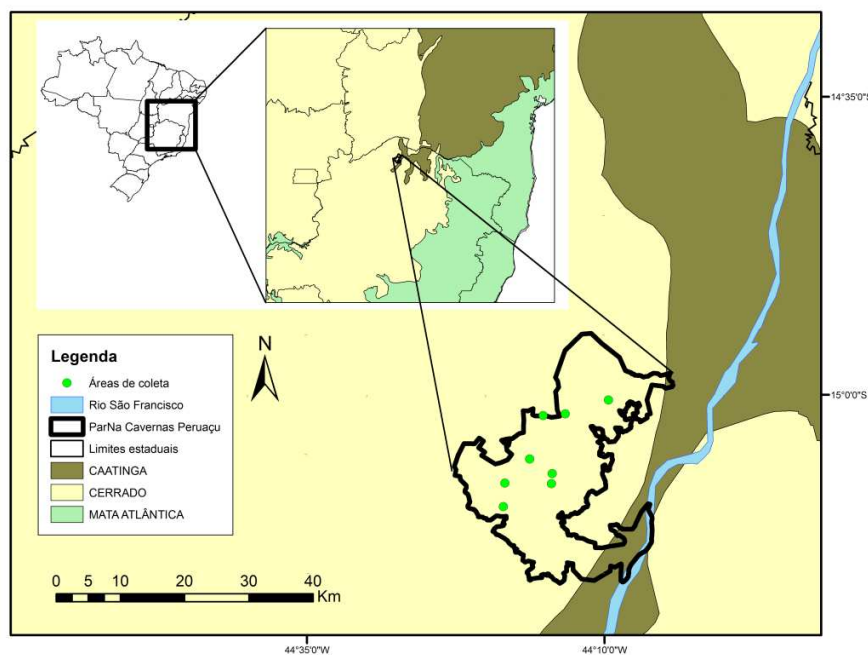 14°35'0"S
N
Legenda
Áreas de coleta
Rio São Francisco
ParNa Cavernas Peruaçu
Limites estaduais
CAATINGA
CERRADO
MATA ATLÂNTICA
15°0'0"S
0 5 10 20 30 40
Km
44°35'0"W
44°10'0"W